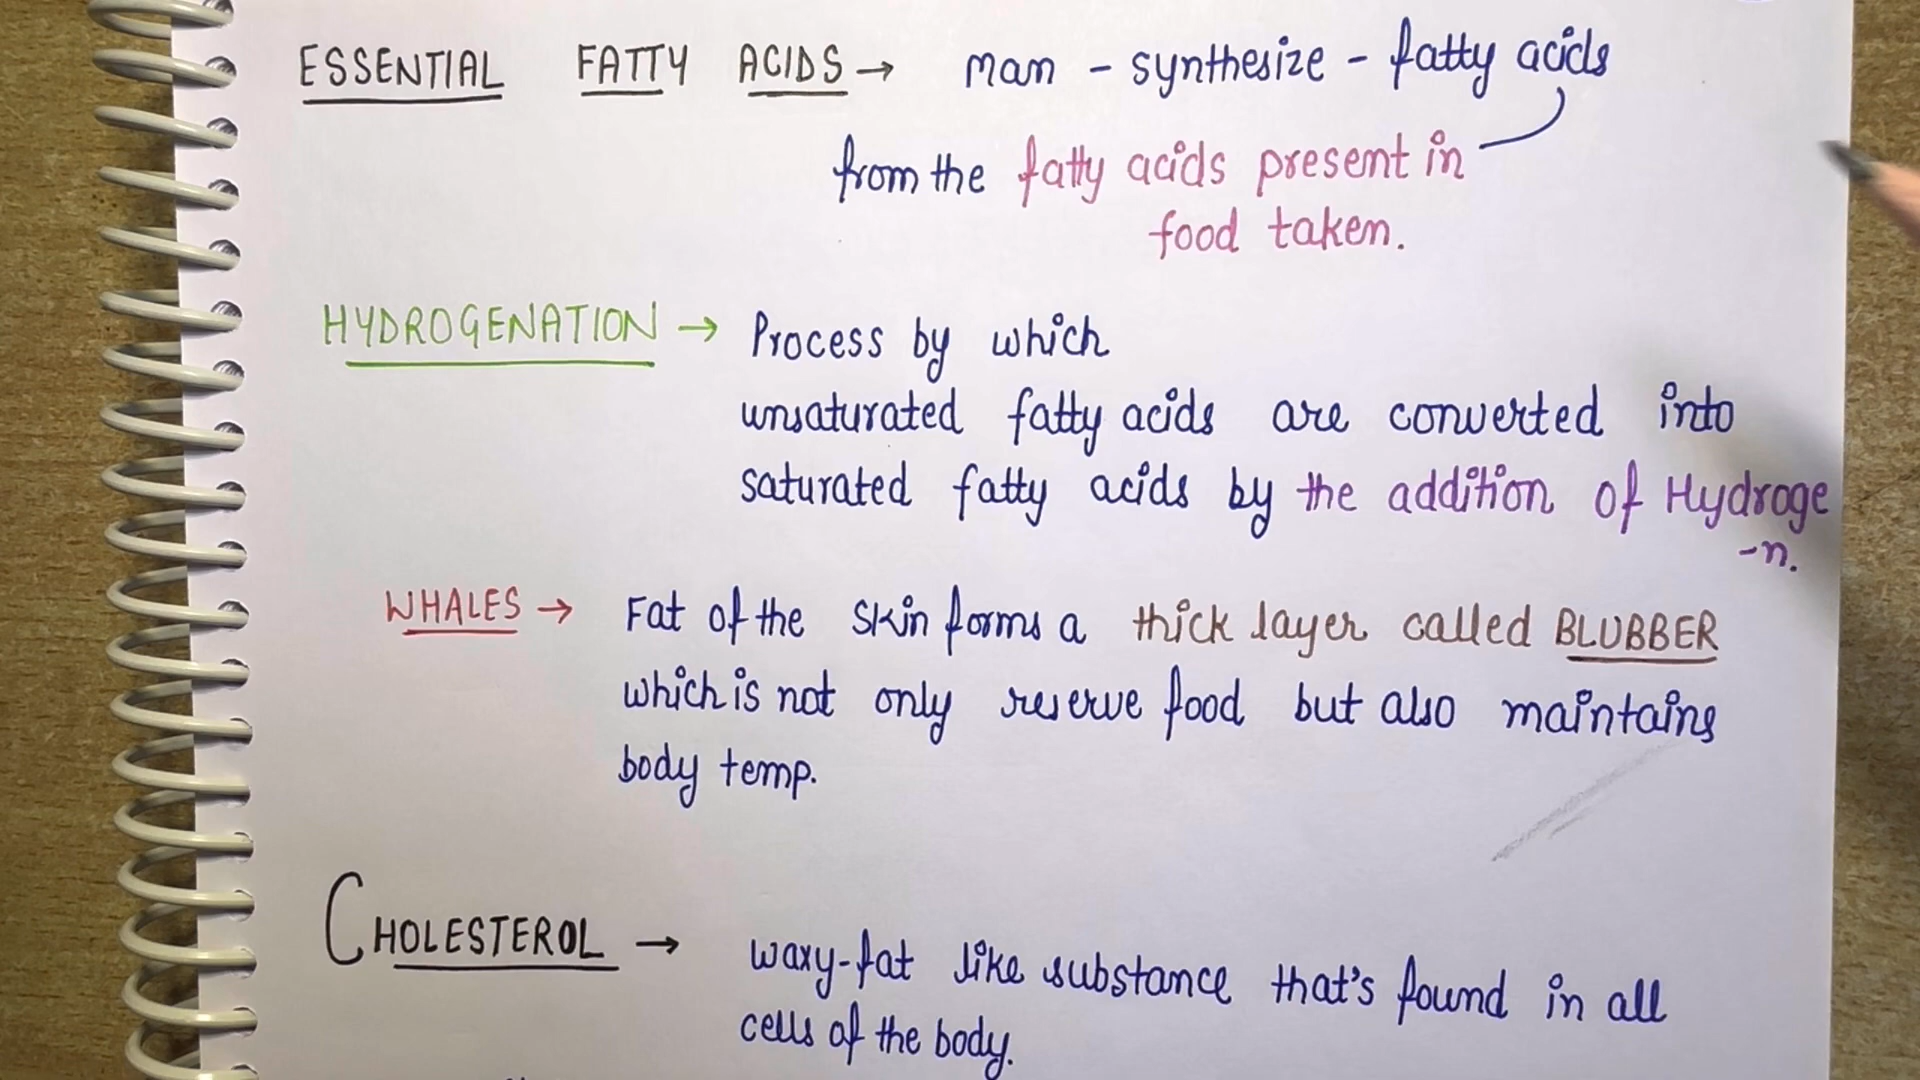 ESSENTIAL FATTY ACIDS → man - synthesize - fatty acids
from the fatty acids present in
food taken.
HYDROGENATION → Process by which
unsaturated fatty acids are converted into
saturated fatty acids by the addition of Hydroge
-n.
WHALES → Fat of the skin forms a thick layer called BLUBBER
which is not only reserve food but also maintains
body temp.
CHOLESTEROL → waxy-fat like substance that's found in all
cells of the body.